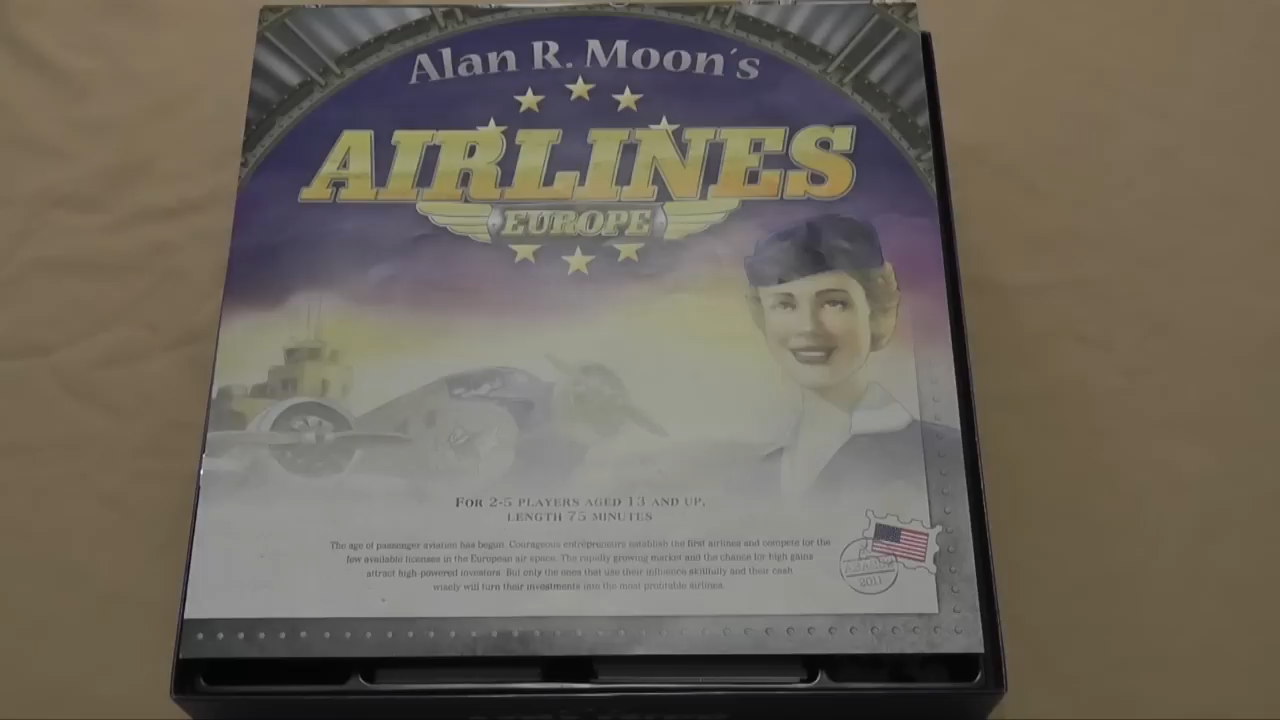 Alan R. Moon's
AIRLINES
EUROPE
FOR 2-5 PLAYERS AGED 13 AND UP,
LENGTH 75 MINUTES
The age of passenger aviation has begun. Courageous entrepreneurs establish the first airlines and compete for the
few available licenses in the European air space. The rapidly growing market and the chance for high gains
attract high-powered investors. But only the ones that use their influence skillfully and their cash
wisely will turn their investments into the most profitable airlines.
2011